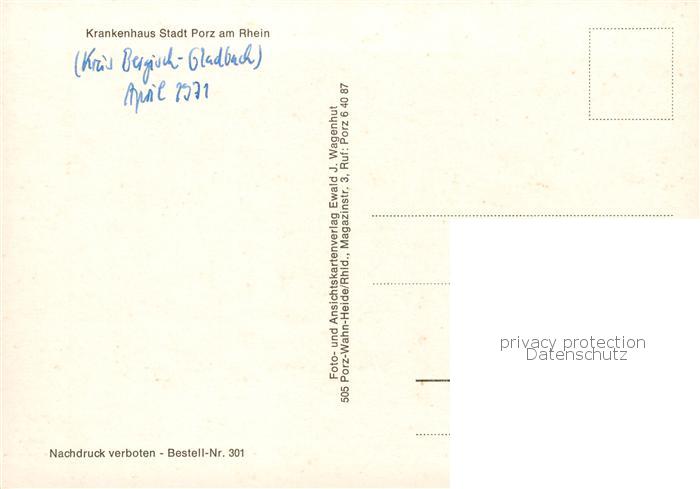 Krankenhaus Stadt Porz am Rhein
(Kreis Bergisch-Gladbach)
April 1971
Foto- und Ansichtskartenverlag Ewald J. Wagenhut
505 Porz-Wahn-Heide/Rhld., Magazinstr. 3, Ruf: Porz 6 40 87
privacy protection
Datenschutz
Nachdruck verboten - Bestell-Nr. 301